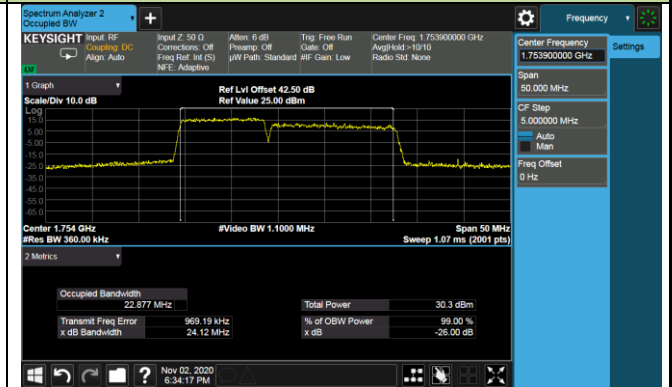 Spectrum Analyzer 2
Occupied BW
Frequency
KEYSIGHT
Input: RF
Coupling: DC
Align: Auto
Input Z: 50 Ω
Corrections: Off
Freq Ref: Int (S)
NFE: Adaptive
Atten: 6 dB
Preamp: Off
µW Path: Standard
Trig: Free Run
Gate: Off
#IF Gain: Low
Center Freq: 1.753900000 GHz
Avg|Hold:>10/10
Radio Std: None
Center Frequency
1.753900000 GHz
Settings
Span
50.000 MHz
CF Step
5.000000 MHz
Auto
Man
Freq Offset
0 Hz
1 Graph
Scale/Div 10.0 dB
Ref Lvl Offset 42.50 dB
Ref Value 25.00 dBm
Log
15.0
5.00
-5.00
-15.0
-25.0
-35.0
-45.0
-55.0
-65.0
Center 1.754 GHz
#Res BW 360.00 kHz
#Video BW 1.1000 MHz
Span 50 MHz
Sweep 1.07 ms (2001 pts)
2 Metrics
Occupied Bandwidth
22.877 MHz
Total Power 30.3 dBm
Transmit Freq Error 969.19 kHz
% of OBW Power 99.00 %
x dB Bandwidth 24.12 MHz
x dB -26.00 dB
?
Nov 02, 2020
6:34:17 PM